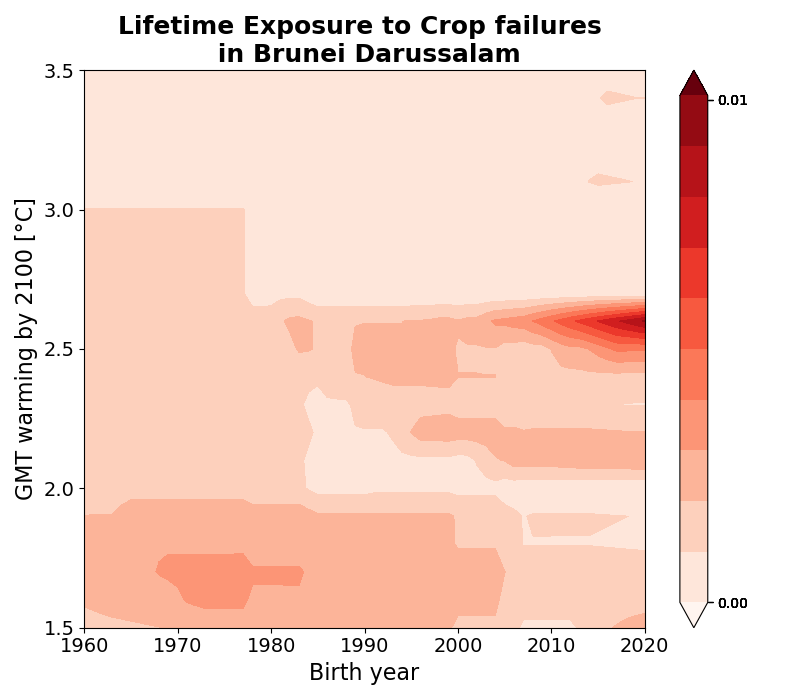 Lifetime Exposure to Crop failures
in Brunei Darussalam
GMT warming by 2100 [°C]
3.5
3.0
2.5
2.0
1.5
1960 1970 1980 1990 2000 2010 2020
Birth year
0.01
0.00